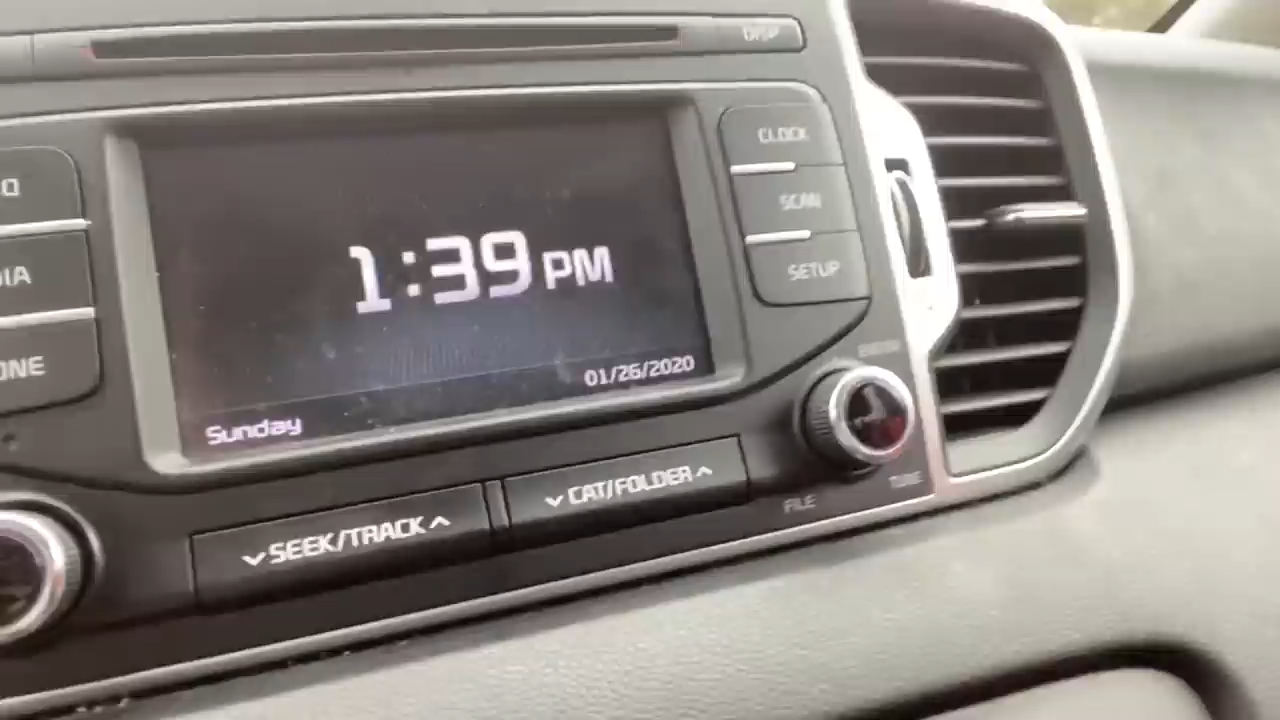 DISP
CLOCK
SCAN
SETUP
1:39 PM
01/26/2020
Sunday
SEEK/TRACK
CAT/FOLDER
FILE
TUNE